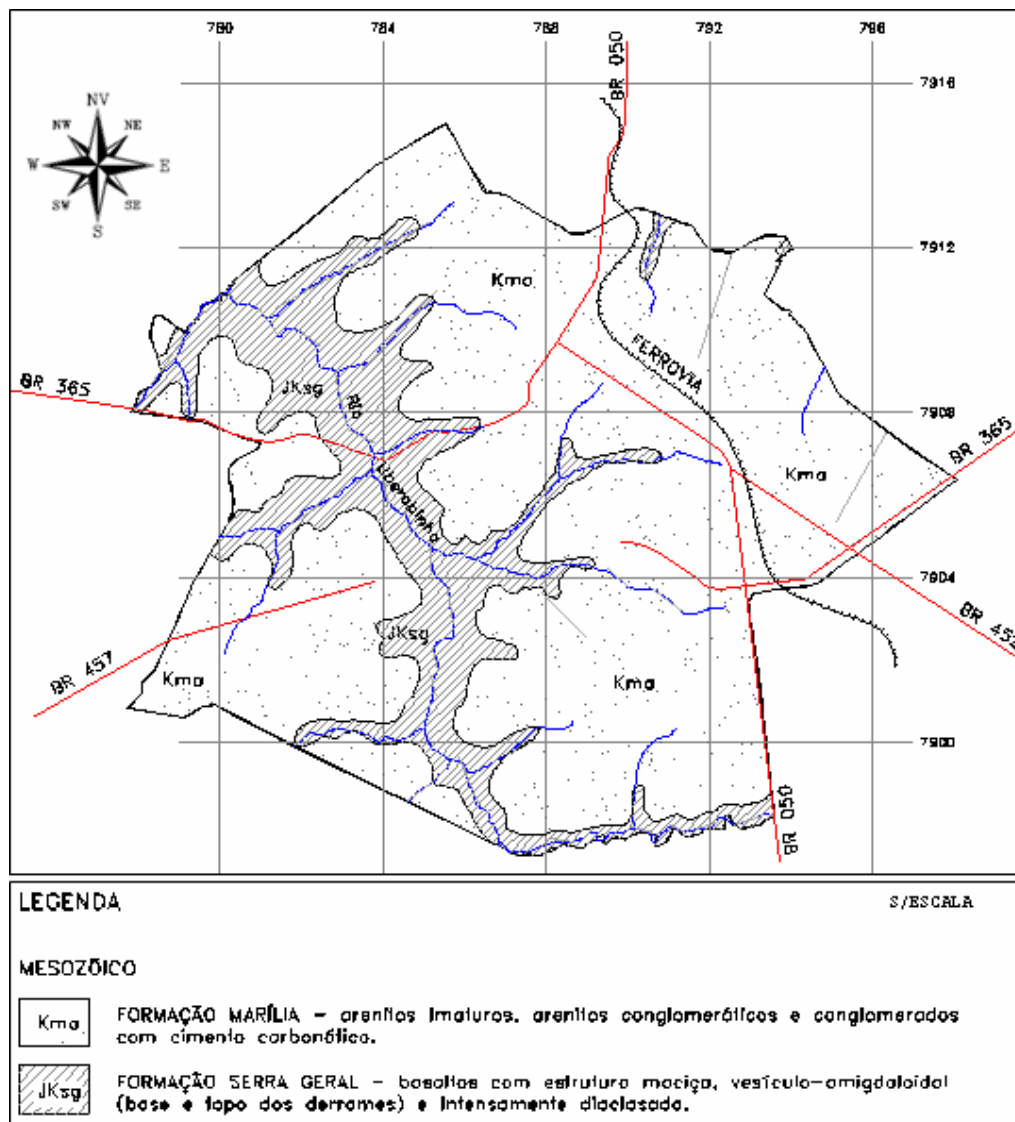 780 784 788 792 796
BR 050
7916
NV
NW NE
W E
SW SE
S
7912
Kma
FERROVIA
BR 365
JKsg
Rio
7908
BR 365
Kma
Uberabinha
7904
BR 452
JKsg
BR 457
Kma
Kma
7900
BR 050
LEGENDA
S/ESCALA
MESOZÓICO
Kma
FORMAÇÃO MARÍLIA – arenitos imaturos, arenitos conglomeráticos e conglomerados
com cimento carbonático.
JKsg
FORMAÇÃO SERRA GERAL – basaltos com estrutura maciça, vesículo-amigdaloidal
(base e topo dos derrames) e intensamente diaclasada.